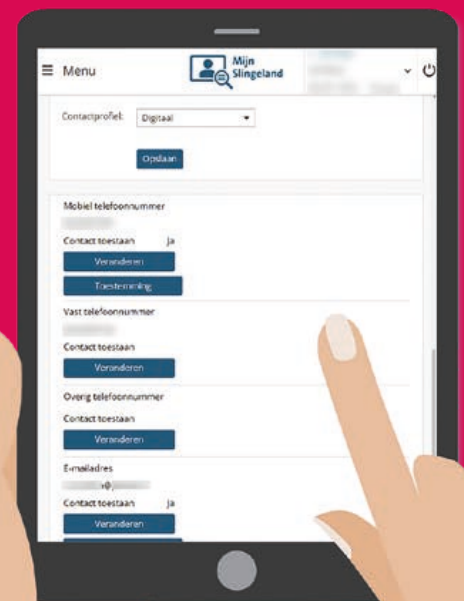 Menu
Mijn
Slingeland
Contactprofiel: Digitaal
Opslaan
Mobiel telefoonnummer
Contact toestaan ja
Veranderen
Toestemming
Vast telefoonnummer
Contact toestaan
Veranderen
Overig telefoonnummer
Contact toestaan
Veranderen
E-mailadres
Contact toestaan ja
Veranderen